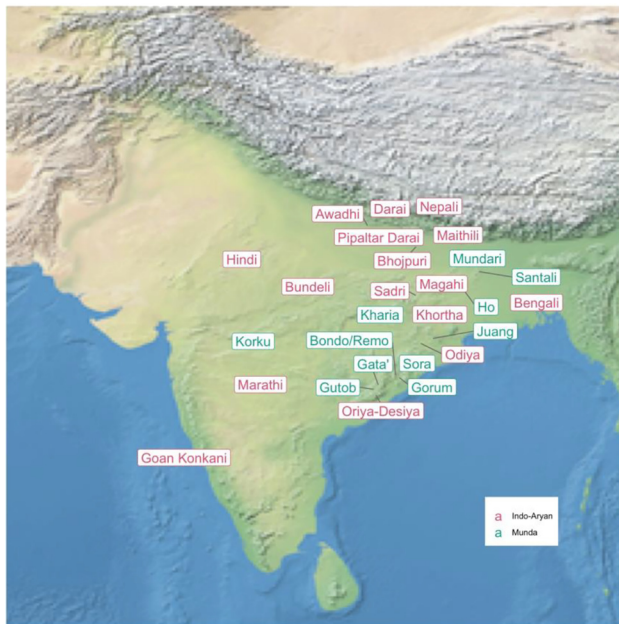 Nepali
Darai
Awadhi
Pipaltar Darai
Maithili
Hindi
Bhojpuri
Mundari
Santali
Bundeli
Sadri
Magahi
Ho
Bengali
Kharia
Khortha
Juang
Korku
Bondo/Remo
Odiya
Gata'
Sora
Marathi
Gutob
Gorum
Oriya-Desiya
Goan Konkani
a Indo-Aryan
a Munda